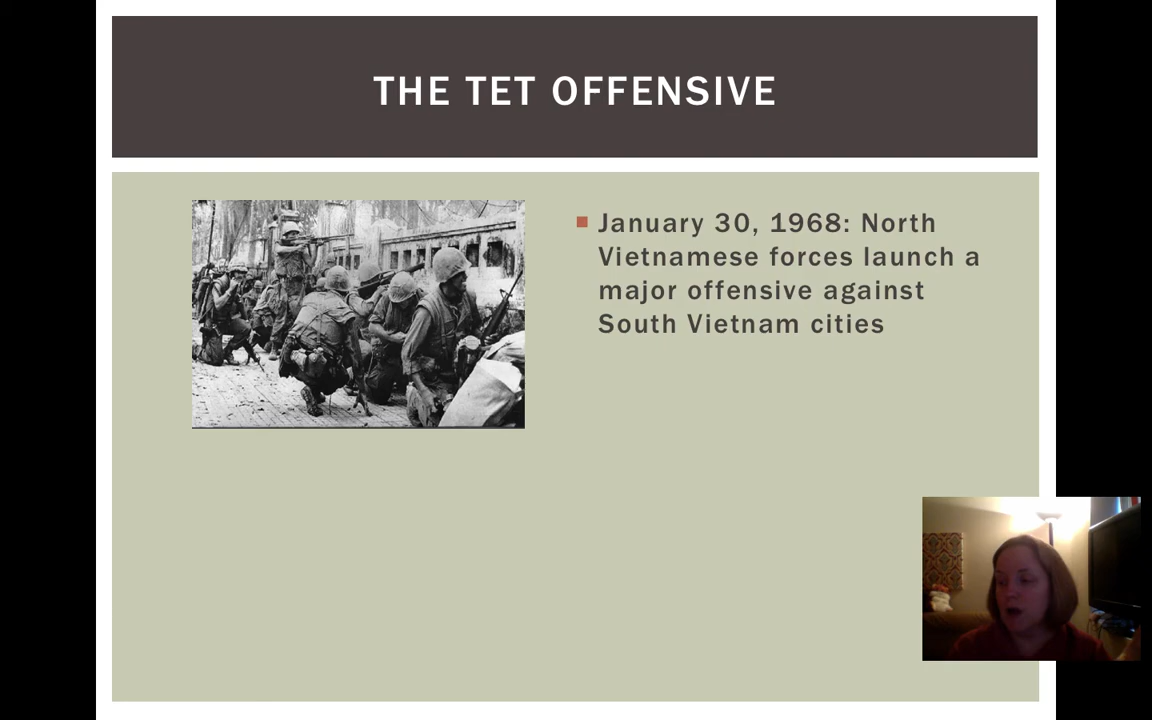 THE TET OFFENSIVE
January 30, 1968: North
Vietnamese forces launch a
major offensive against
South Vietnam cities